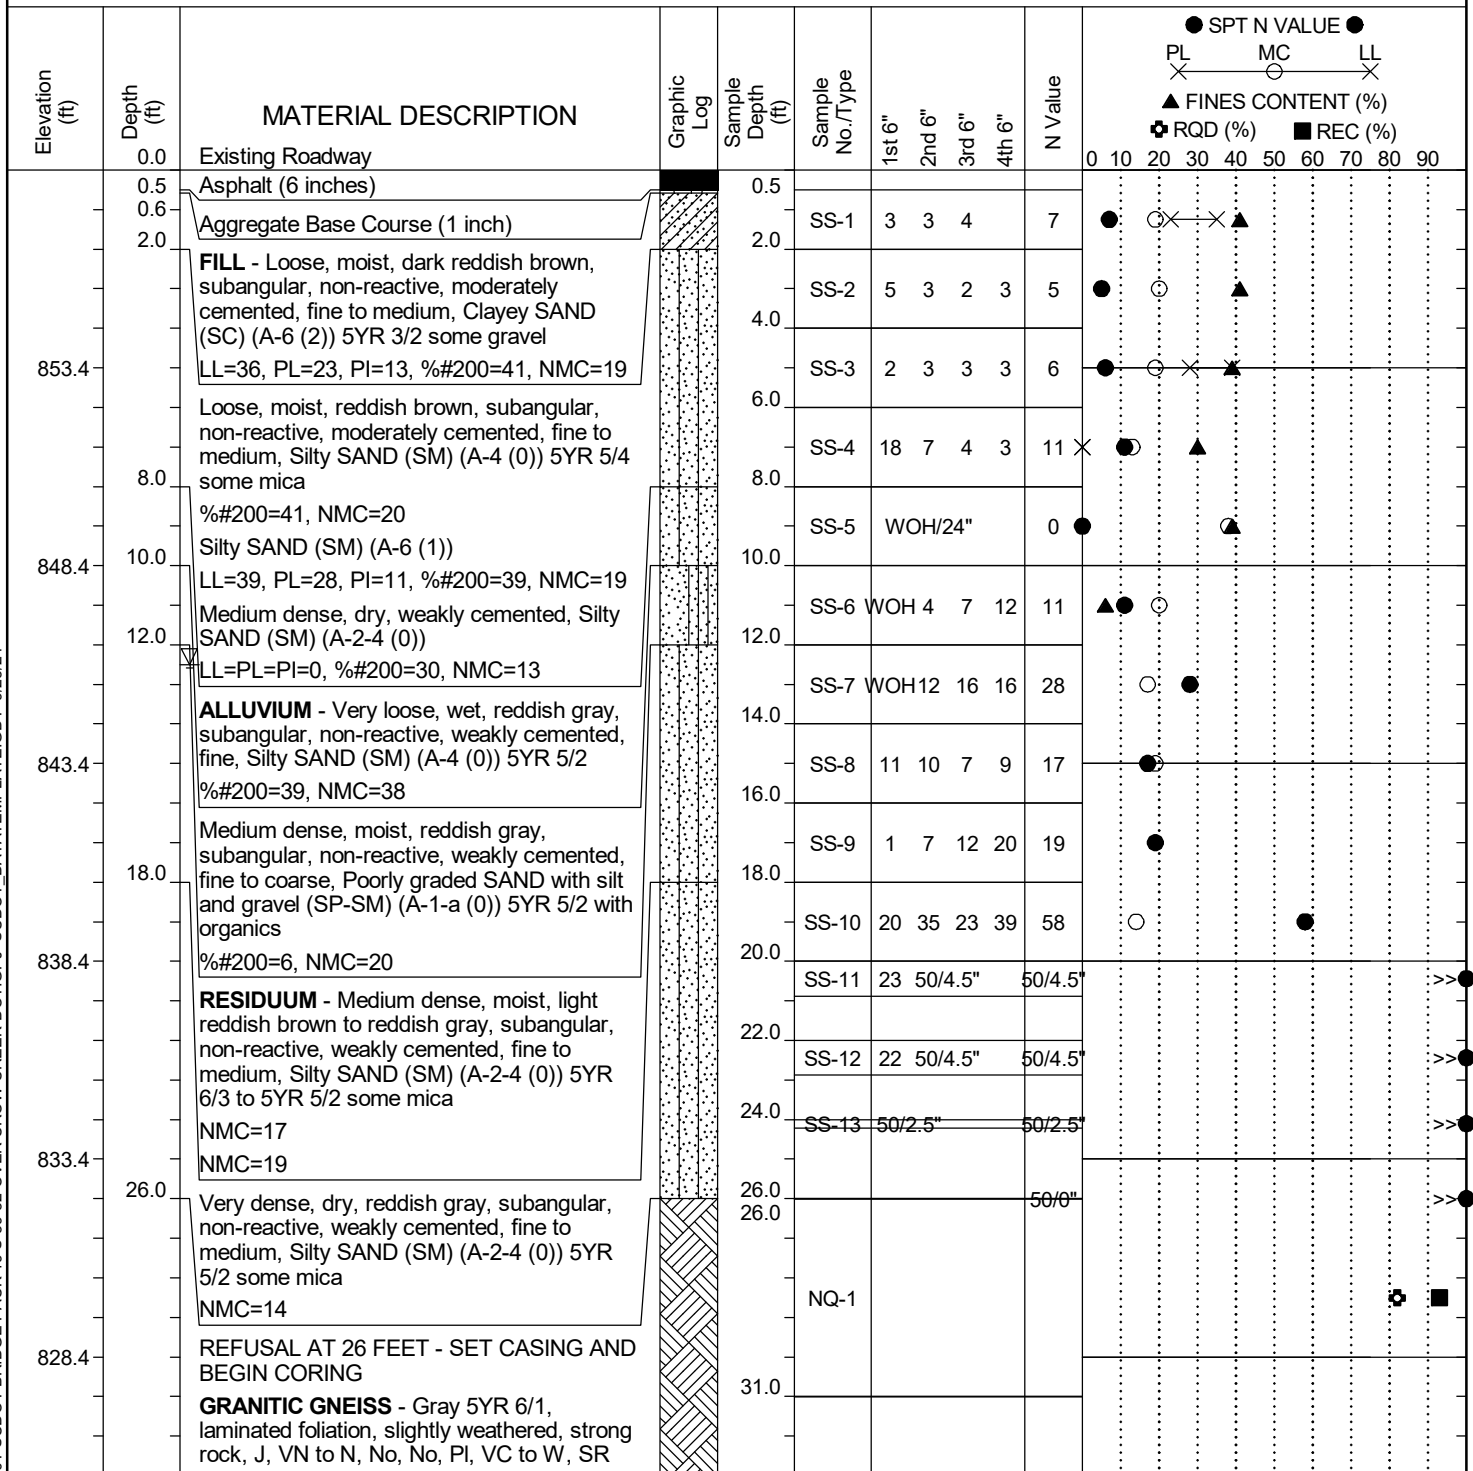 ● SPT N VALUE ●
PL MC LL
▲ FINES CONTENT (%)
RQD (%) ■ REC (%)
0 10 20 30 40 50 60 70 80 90
Elevation (ft)
Depth (ft)
MATERIAL DESCRIPTION
Graphic Log
Sample Depth (ft)
Sample No./Type
1st 6"
2nd 6"
3rd 6"
4th 6"
N Value
0.0 Existing Roadway
0.5 Asphalt (6 inches)
0.6 Aggregate Base Course (1 inch)
2.0
FILL - Loose, moist, dark reddish brown,
subangular, non-reactive, moderately
cemented, fine to medium, Clayey SAND
(SC) (A-6 (2)) 5YR 3/2 some gravel
LL=36, PL=23, PI=13, %#200=41, NMC=19
Loose, moist, reddish brown, subangular,
non-reactive, moderately cemented, fine to
medium, Silty SAND (SM) (A-4 (0)) 5YR 5/4
some mica
8.0
%#200=41, NMC=20
Silty SAND (SM) (A-6 (1))
10.0
LL=39, PL=28, PI=11, %#200=39, NMC=19
Medium dense, dry, weakly cemented, Silty
SAND (SM) (A-2-4 (0))
12.0
LL=PL=PI=0, %#200=30, NMC=13
ALLUVIUM - Very loose, wet, reddish gray,
subangular, non-reactive, weakly cemented,
fine, Silty SAND (SM) (A-4 (0)) 5YR 5/2
%#200=39, NMC=38
Medium dense, moist, reddish gray,
subangular, non-reactive, weakly cemented,
fine to coarse, Poorly graded SAND with silt
and gravel (SP-SM) (A-1-a (0)) 5YR 5/2 with
organics
18.0
%#200=6, NMC=20
RESIDUUM - Medium dense, moist, light
reddish brown to reddish gray, subangular,
non-reactive, weakly cemented, fine to
medium, Silty SAND (SM) (A-2-4 (0)) 5YR
6/3 to 5YR 5/2 some mica
NMC=17
NMC=19
26.0
Very dense, dry, reddish gray, subangular,
non-reactive, weakly cemented, fine to
medium, Silty SAND (SM) (A-2-4 (0)) 5YR
5/2 some mica
NMC=14
REFUSAL AT 26 FEET - SET CASING AND
BEGIN CORING
GRANITIC GNEISS - Gray 5YR 6/1,
laminated foliation, slightly weathered, strong
rock, J, VN to N, No, No, Pl, VC to W, SR
853.4
848.4
843.4
838.4
833.4
828.4
0.5
SS-1 3 3 4 7
2.0
SS-2 5 3 2 3 5
4.0
SS-3 2 3 3 3 6
6.0
SS-4 18 7 4 3 11
8.0
SS-5 WOH/24" 0
10.0
SS-6 WOH 4 7 12 11
12.0
SS-7 WOH 12 16 16 28
14.0
SS-8 11 10 7 9 17
16.0
SS-9 1 7 12 20 19
18.0
SS-10 20 35 23 39 58
20.0
SS-11 23 50/4.5" 50/4.5" >>
22.0
SS-12 22 50/4.5" 50/4.5" >>
24.0
SS-13 50/2.5" 50/2.5" >>
26.0 50/0" >>
26.0
NQ-1
31.0